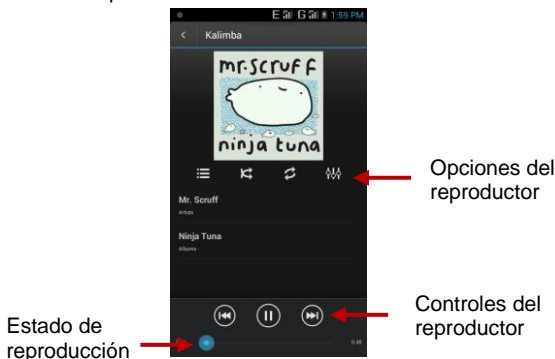 E G 1:59 PM
Kalimba
mr.scruff
ninja tuna
Opciones del
reproductor
Mr. Scruff
Artists
Ninja Tuna
Albums
Controles del
reproductor
Estado de
reproducción
5:48